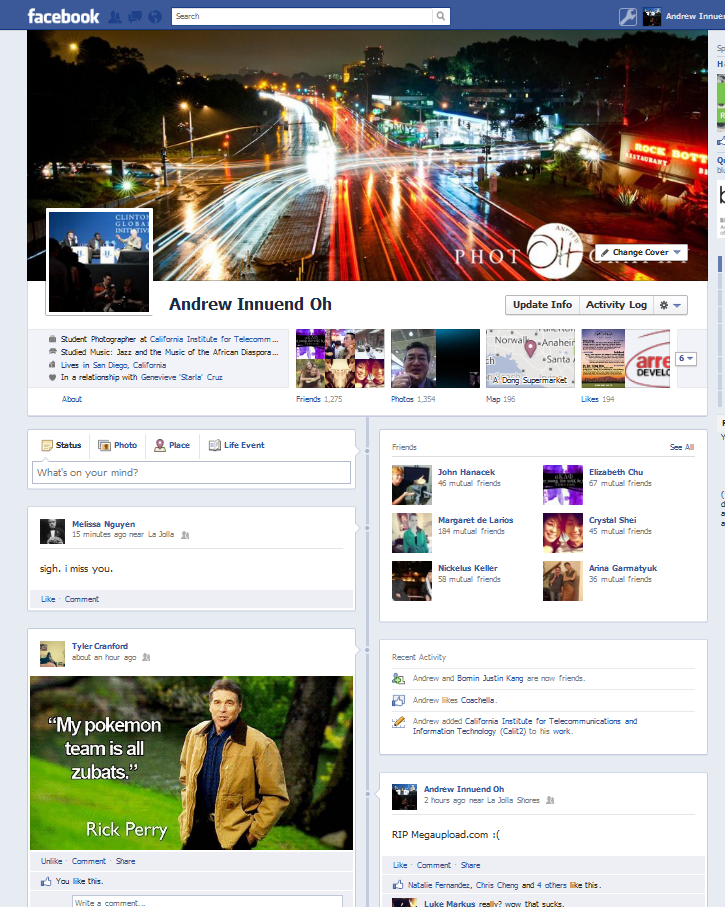 facebook
Search
Andrew Innuen
ROCK BOTT
RESTAURANT
CLINTON
GLOBAL
INITIATIVE
ANDREW
OH
PHOT
Change Cover
Andrew Innuend Oh
Update Info
Activity Log
Student Photographer at California Institute for Telecomm ...
Studied Music: Jazz and the Music of the African Diaspora...
Lives in San Diego, California
In a relationship with Genevieve 'Starla' Cruz
About
Norwalk
Anaheim
Santa A
ch
A. Dong Supermarket
arre
DEVELO
6
Friends 1,275
Photos 1,354
Map 196
Likes 194
Status
Photo
Place
Life Event
What's on your mind?
Melissa Nguyen
15 minutes ago near La Jolla
sigh. i miss you.
Like · Comment
Tyler Cranford
about an hour ago
“My pokemon
team is all
zubats.”
Rick Perry
Unlike · Comment · Share
You like this.
Write a comment...
Friends
See All
John Hanacek
46 mutual friends
Elizabeth Chu
67 mutual friends
Margaret de Larios
184 mutual friends
Crystal Shei
45 mutual friends
Nickelus Keller
58 mutual friends
Arina Garmatyuk
36 mutual friends
Recent Activity
Andrew and Bomin Justin Kang are now friends.
Andrew likes Coachella.
Andrew added California Institute for Telecommunications and
Information Technology (Calit2) to his work.
Andrew Innuend Oh
2 hours ago near La Jolla Shores
RIP Megaupload.com :(
Like · Comment · Share
Natalie Fernandez, Chris Cheng and 4 others like this.
Luke Markus really? wow that sucks.